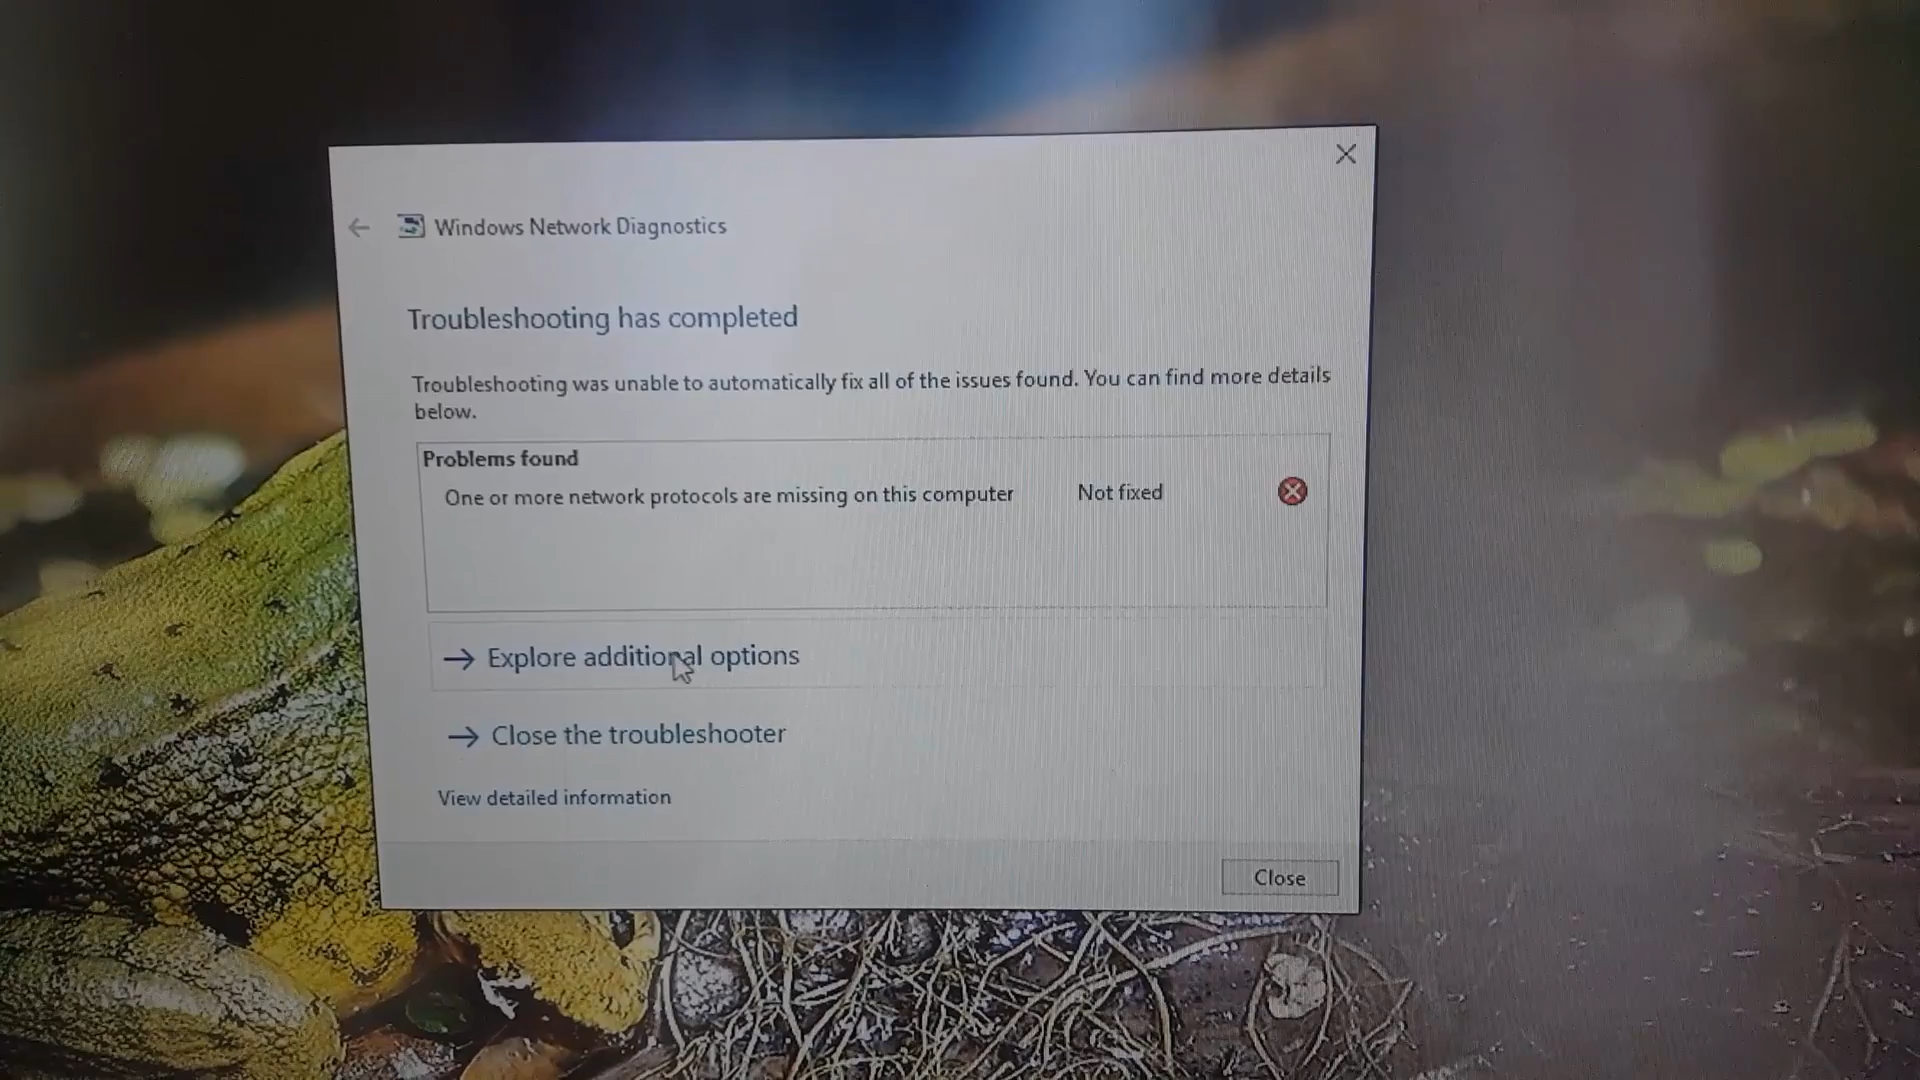 Windows Network Diagnostics
Troubleshooting has completed
Troubleshooting was unable to automatically fix all of the issues found. You can find more details
below.
Problems found
One or more network protocols are missing on this computer Not fixed
Explore additional options
Close the troubleshooter
View detailed information
Close